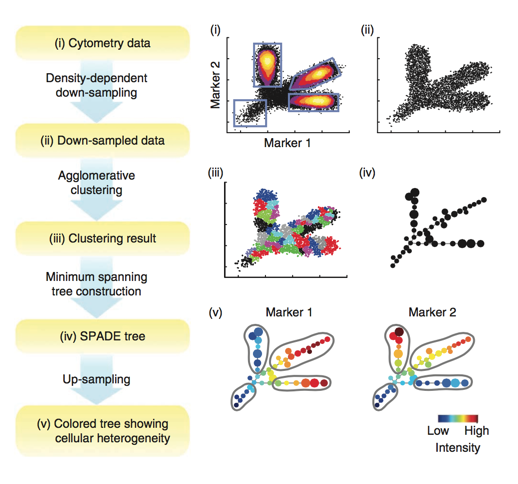 (i) Cytometry data
Density-dependent
down-sampling
(ii) Down-sampled data
Agglomerative
clustering
(iii) Clustering result
Minimum spanning
tree construction
(iv) SPADE tree
Up-sampling
(v) Colored tree showing
cellular heterogeneity
(i)
Marker 2
Marker 1
(ii)
(iii)
(iv)
(v)
Marker 1
Marker 2
Low High
Intensity